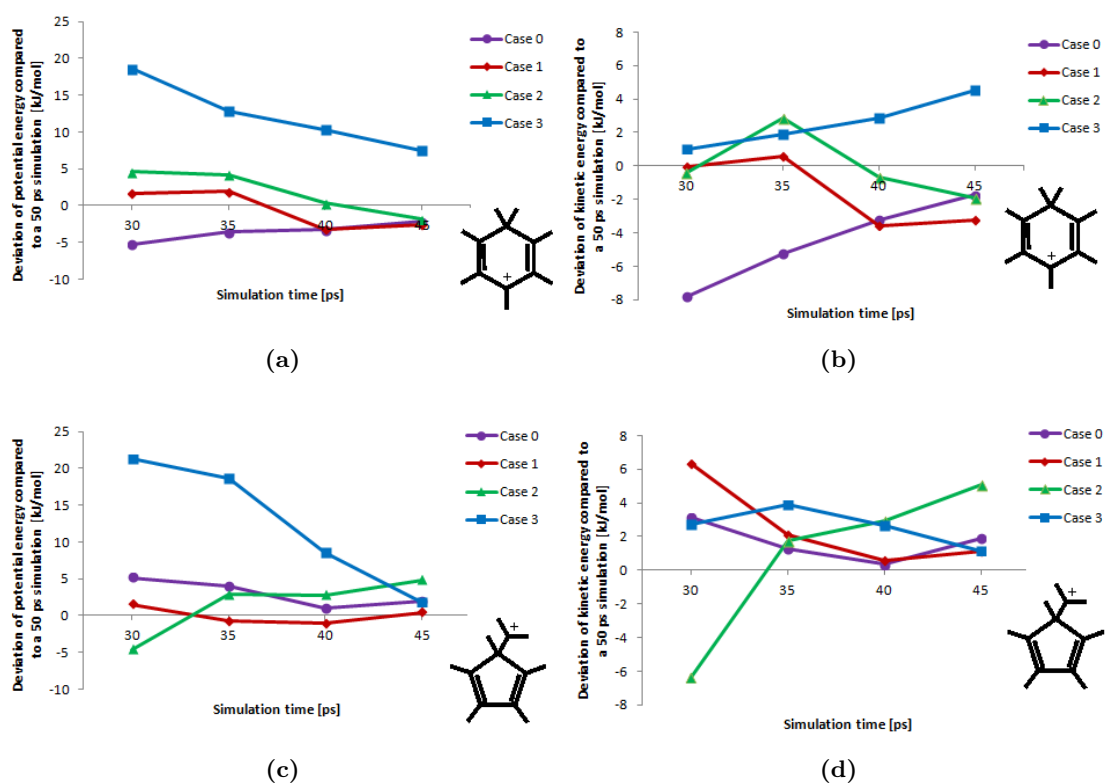 Deviation of potential energy compared
to a 50 ps simulation [kJ/mol]
25
20
15
10
5
0
-5
-10
30
35
40
45
Simulation time [ps]
Case 0
Case 1
Case 2
Case 3
+
(a)
Deviation of kinetic energy compared to
a 50 ps simulation [kJ/mol]
8
6
4
2
0
-2
-4
-6
-8
30
35
40
45
Simulation time [ps]
Case 0
Case 1
Case 2
Case 3
+
(b)
Deviation of potential energy compared
to a 50 ps simulation [kJ/mol]
25
20
15
10
5
0
-5
-10
30
35
40
45
Simulation time [ps]
Case 0
Case 1
Case 2
Case 3
+
(c)
Deviation of kinetic energy compared to
a 50 ps simulation [kJ/mol]
8
6
4
2
0
-2
-4
-6
-8
30
35
40
45
Simulation time [ps]
Case 0
Case 1
Case 2
Case 3
+
(d)